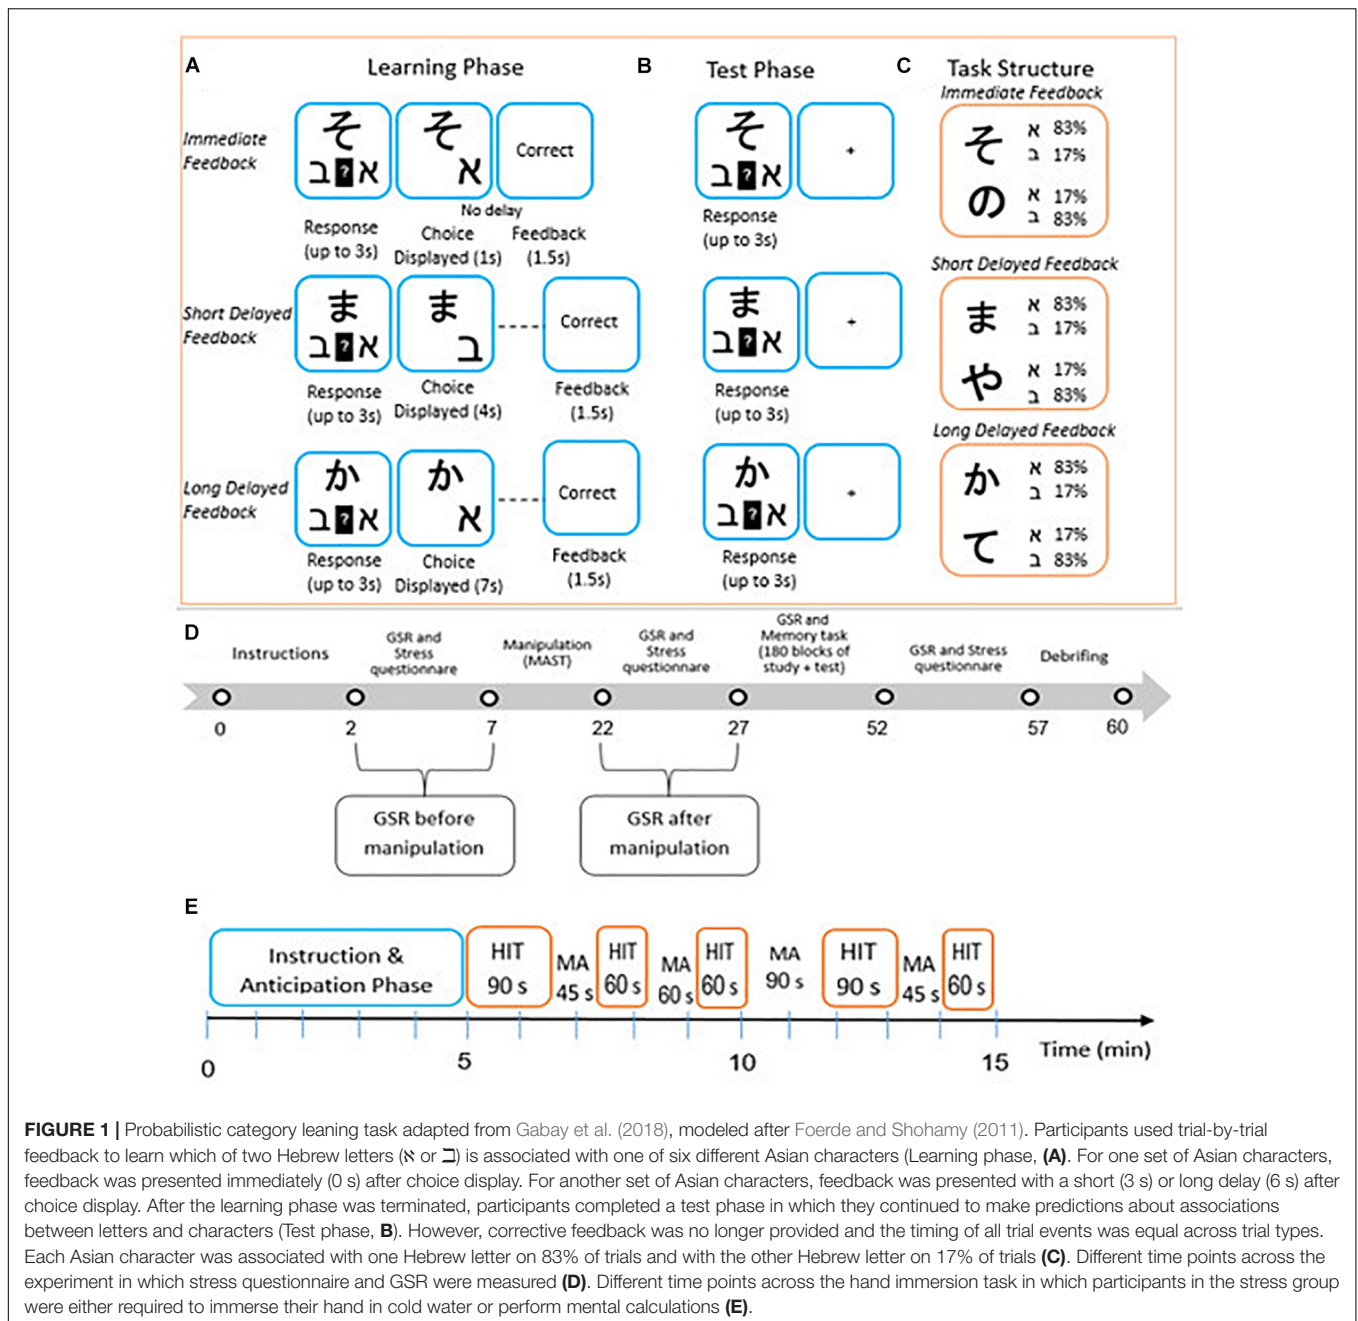 A
Learning Phase
B
Test Phase
C
Task Structure
Immediate Feedback
Immediate
Feedback
そ
ב ? א
そ
א
Correct
No delay
Response
(up to 3s)
Choice
Displayed (1s)
Feedback
(1.5s)
そ
ב ? א
+
Response
(up to 3s)
そ
א 83%
ב 17%
の
א 17%
ב 83%
Short Delayed
Feedback
ま
ב ? א
ま
ב
Correct
Response
(up to 3s)
Choice
Displayed (4s)
Feedback
(1.5s)
ま
ב ? א
+
Response
(up to 3s)
Short Delayed Feedback
ま
א 83%
ב 17%
や
א 17%
ב 83%
Long Delayed
Feedback
か
ב ? א
か
א
Correct
Response
(up to 3s)
Choice
Displayed (7s)
Feedback
(1.5s)
か
ב ? א
+
Response
(up to 3s)
Long Delayed Feedback
か
א 83%
ב 17%
て
א 17%
ב 83%
D
Instructions
GSR and
Stress
questionnare
Manipulation
(MAST)
GSR and
Stress
questionnare
GSR and
Memory task
(180 blocks of
study + test)
GSR and Stress
questionnare
Debrifing
0 2 7 22 27 52 57 60
GSR before
manipulation
GSR after
manipulation
E
Instruction &
Anticipation Phase
HIT
90 s
MA
45 s
HIT
60 s
MA
60 s
HIT
60 s
MA
90 s
HIT
90 s
MA
45 s
HIT
60 s
0 5 10 15 Time (min)
FIGURE 1 | Probabilistic category leaning task adapted from Gabay et al. (2018), modeled after Foerde and Shohamy (2011). Participants used trial-by-trial
feedback to learn which of two Hebrew letters (א or ב) is associated with one of six different Asian characters (Learning phase, (A). For one set of Asian characters,
feedback was presented immediately (0 s) after choice display. For another set of Asian characters, feedback was presented with a short (3 s) or long delay (6 s) after
choice display. After the learning phase was terminated, participants completed a test phase in which they continued to make predictions about associations
between letters and characters (Test phase, B). However, corrective feedback was no longer provided and the timing of all trial events was equal across trial types.
Each Asian character was associated with one Hebrew letter on 83% of trials and with the other Hebrew letter on 17% of trials (C). Different time points across the
experiment in which stress questionnaire and GSR were measured (D). Different time points across the hand immersion task in which participants in the stress group
were either required to immerse their hand in cold water or perform mental calculations (E).